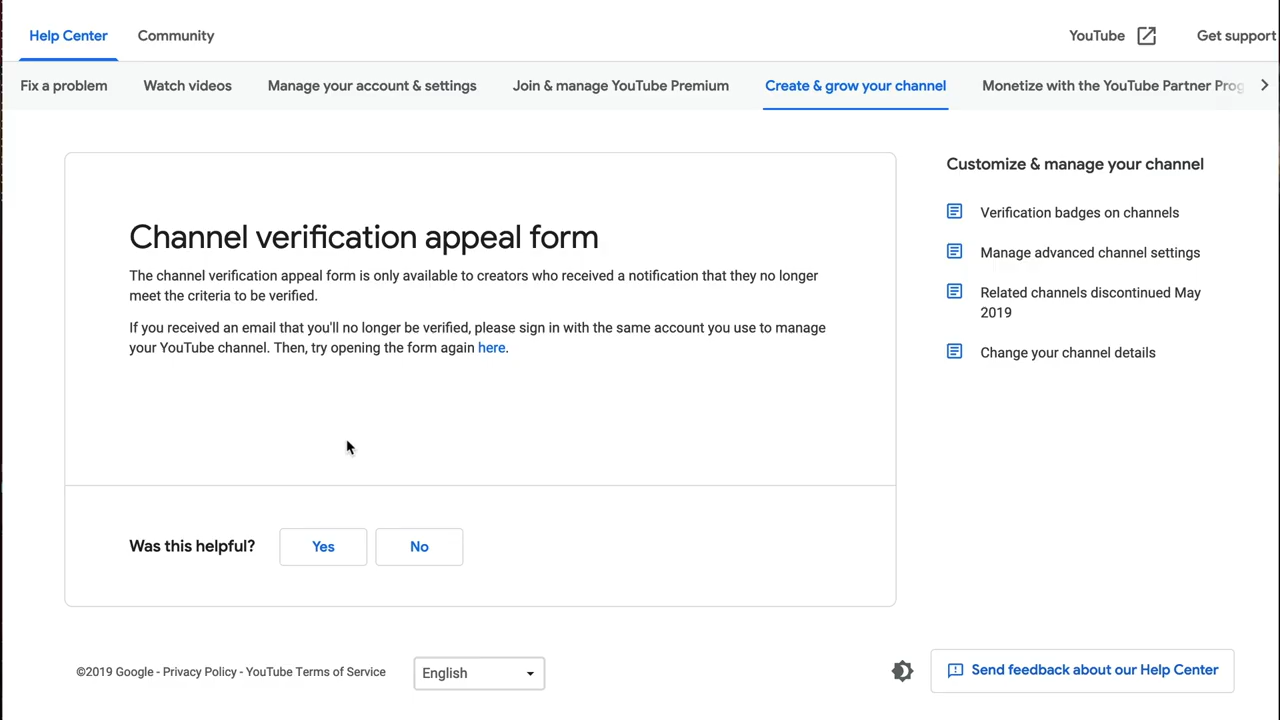 Help Center Community YouTube Get support
Fix a problem Watch videos Manage your account & settings Join & manage YouTube Premium Create & grow your channel Monetize with the YouTube Partner Prog
Channel verification appeal form
The channel verification appeal form is only available to creators who received a notification that they no longer
meet the criteria to be verified.
If you received an email that you'll no longer be verified, please sign in with the same account you use to manage
your YouTube channel. Then, try opening the form again here.
Was this helpful? Yes No
Customize & manage your channel
Verification badges on channels
Manage advanced channel settings
Related channels discontinued May
2019
Change your channel details
©2019 Google - Privacy Policy - YouTube Terms of Service English Send feedback about our Help Center